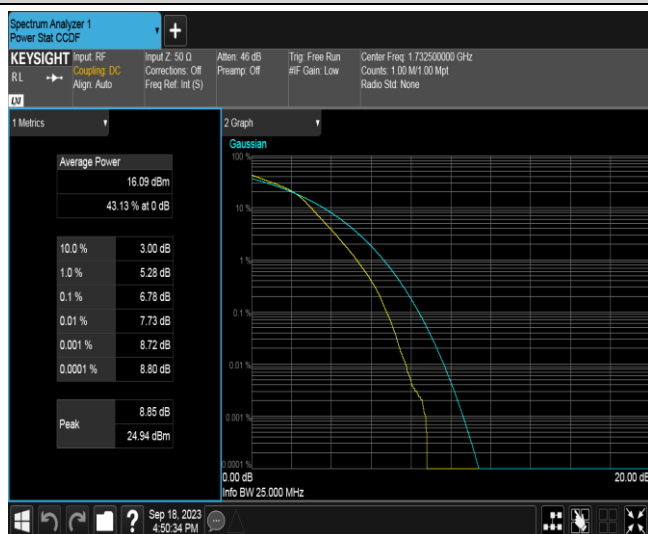 Spectrum Analyzer 1
Power Stat CCDF
+
KEYSIGHT
RL
LXI
Input: RF
Coupling: DC
Align: Auto
Input Z: 50 Ω
Corrections: Off
Freq Ref: Int (S)
Atten: 46 dB
Preamp: Off
Trig: Free Run
#IF Gain: Low
Center Freq: 1.732500000 GHz
Counts: 1.00 M/1.00 Mpt
Radio Std: None
1 Metrics
Average Power
16.09 dBm
43.13 % at 0 dB
10.0 % 3.00 dB
1.0 % 5.28 dB
0.1 % 6.78 dB
0.01 % 7.73 dB
0.001 % 8.72 dB
0.0001 % 8.80 dB
Peak
8.85 dB
24.94 dBm
2 Graph
Gaussian
100 %
10 %
1 %
0.1 %
0.01 %
0.001 %
0.0001 %
0.00 dB
20.00 dB
Info BW 25.000 MHz
?
Sep 18, 2023
4:50:34 PM